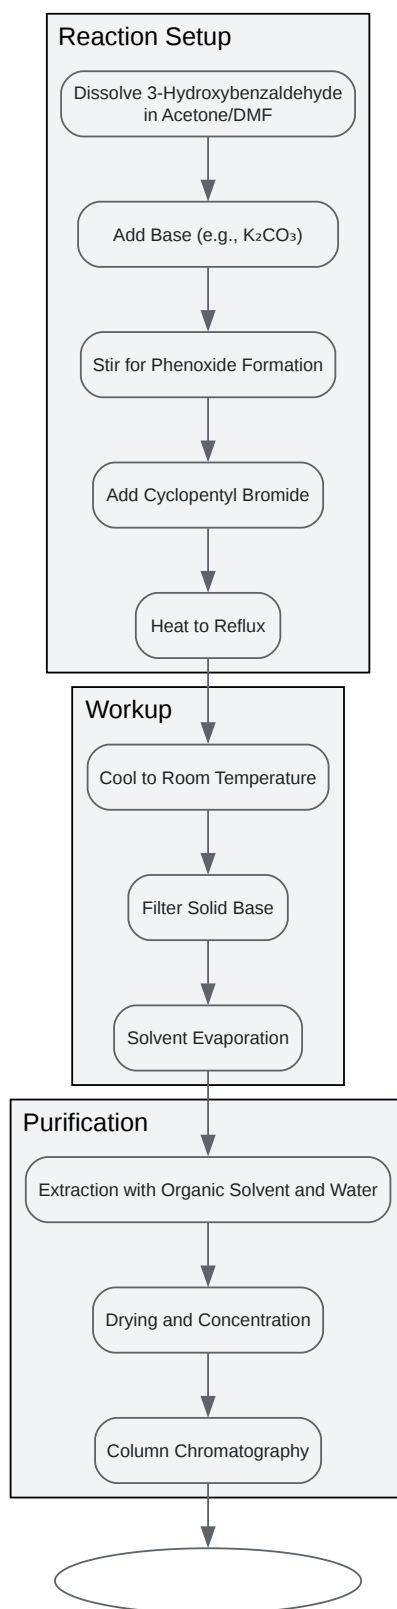 Reaction Setup
Dissolve 3-Hydroxybenzaldehyde
in Acetone/DMF
Add Base (e.g., K₂CO₃)
Stir for Phenoxide Formation
Add Cyclopentyl Bromide
Heat to Reflux
Workup
Cool to Room Temperature
Filter Solid Base
Solvent Evaporation
Purification
Extraction with Organic Solvent and Water
Drying and Concentration
Column Chromatography